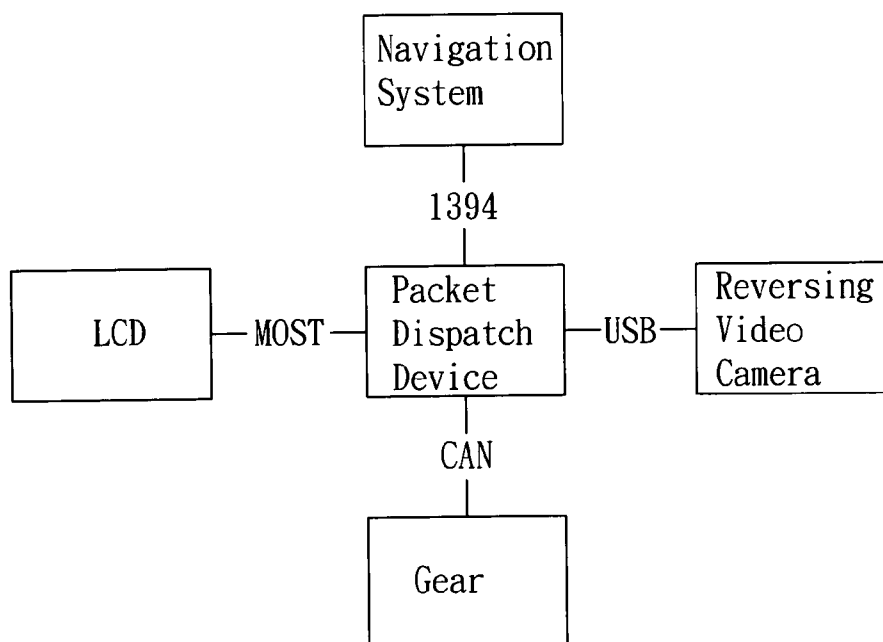 Navigation
System
1394
LCD
MOST
Packet
Dispatch
Device
USB
Reversing
Video
Camera
CAN
Gear